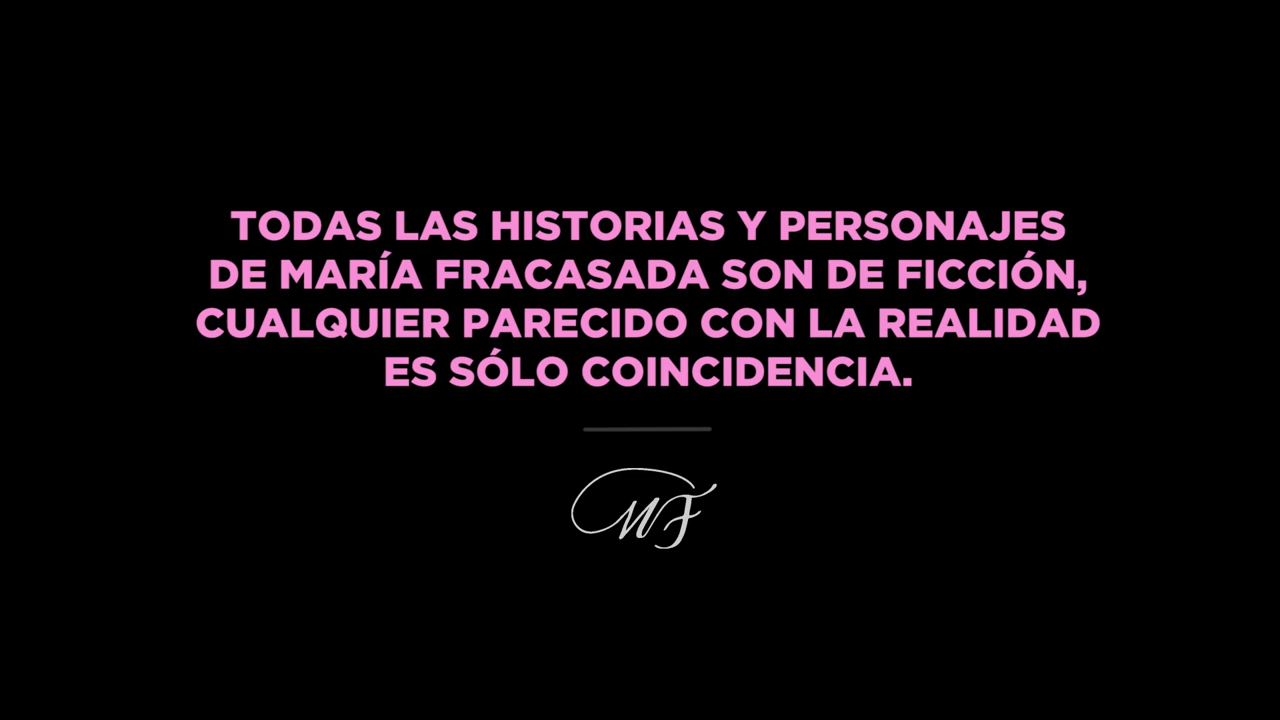 TODAS LAS HISTORIAS Y PERSONAJES
DE MARÍA FRACASADA SON DE FICCIÓN,
CUALQUIER PARECIDO CON LA REALIDAD
ES SÓLO COINCIDENCIA.
MF